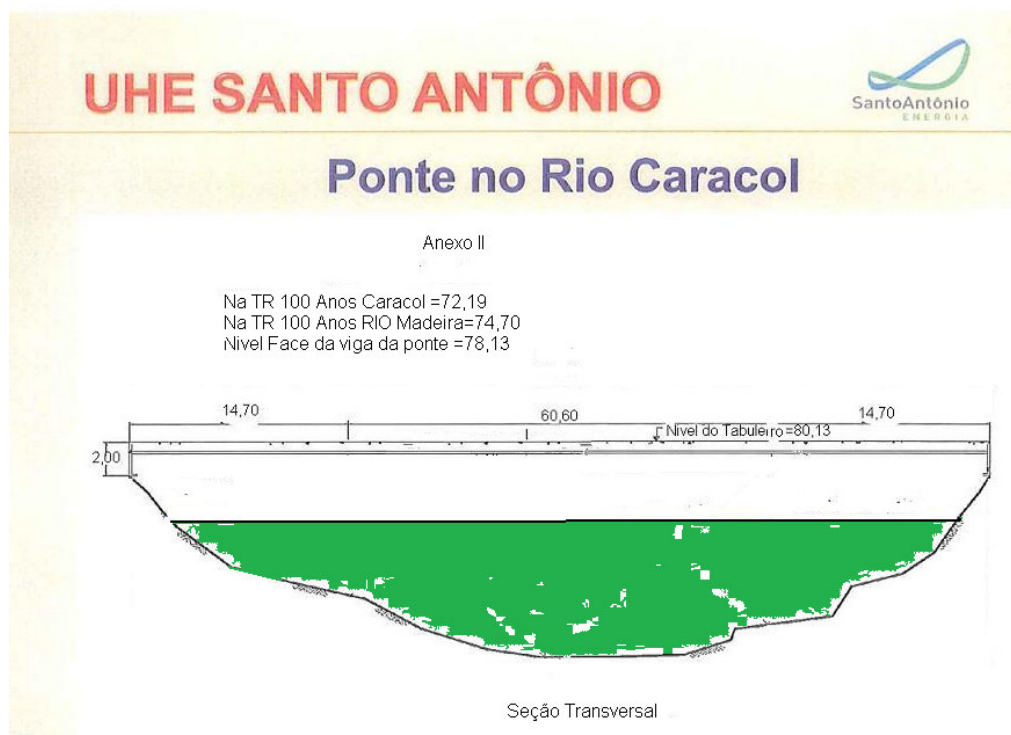 UHE SANTO ANTÔNIO
SantoAntônio
ENERGIA
Ponte no Rio Caracol
Anexo II
Na TR 100 Anos Caracol =72,19
Na TR 100 Anos RIO Madeira=74,70
Nivel Face da viga da ponte =78,13
14,70
60,60
14,70
Nivel do Tabuleiro=80,13
2,00
Seção Transversal